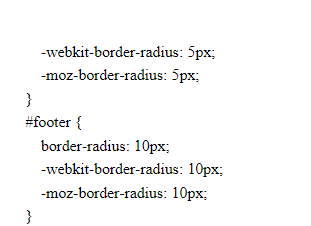 -webkit-border-radius: 5px;
-moz-border-radius: 5px;
}
#footer {
border-radius: 10px;
-webkit-border-radius: 10px;
-moz-border-radius: 10px;
}